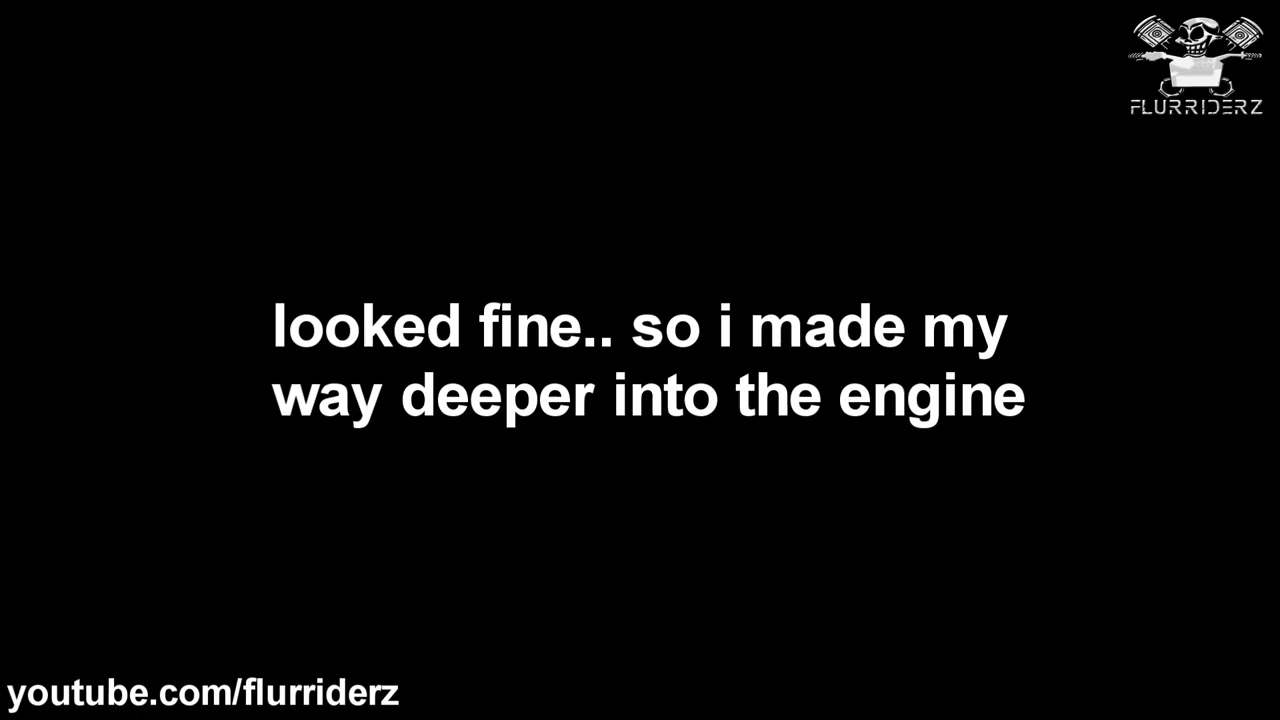 FLURRIDERZ
looked fine.. so i made my
way deeper into the engine
youtube.com/flurriderz